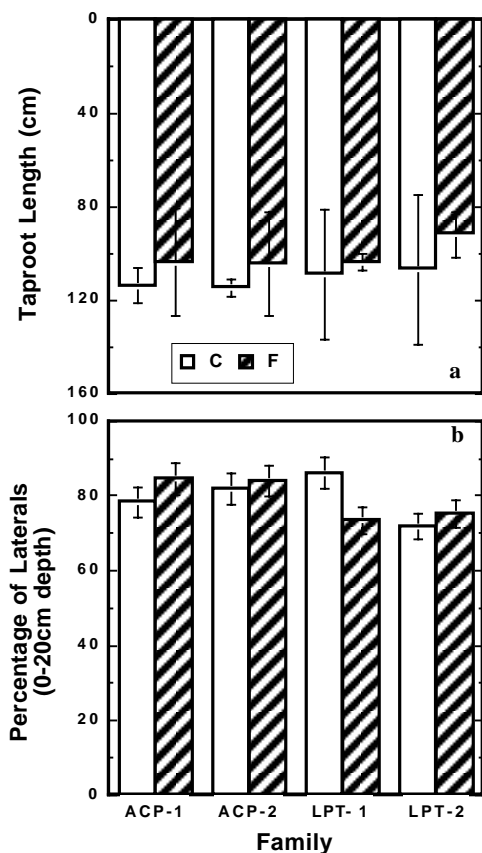 0
40
80
120
160
Taproot Length (cm)
C F
a
100
80
60
40
20
0
Percentage of Laterals
(0-20cm depth)
b
ACP-1 ACP-2 LPT- 1 LPT-2
Family